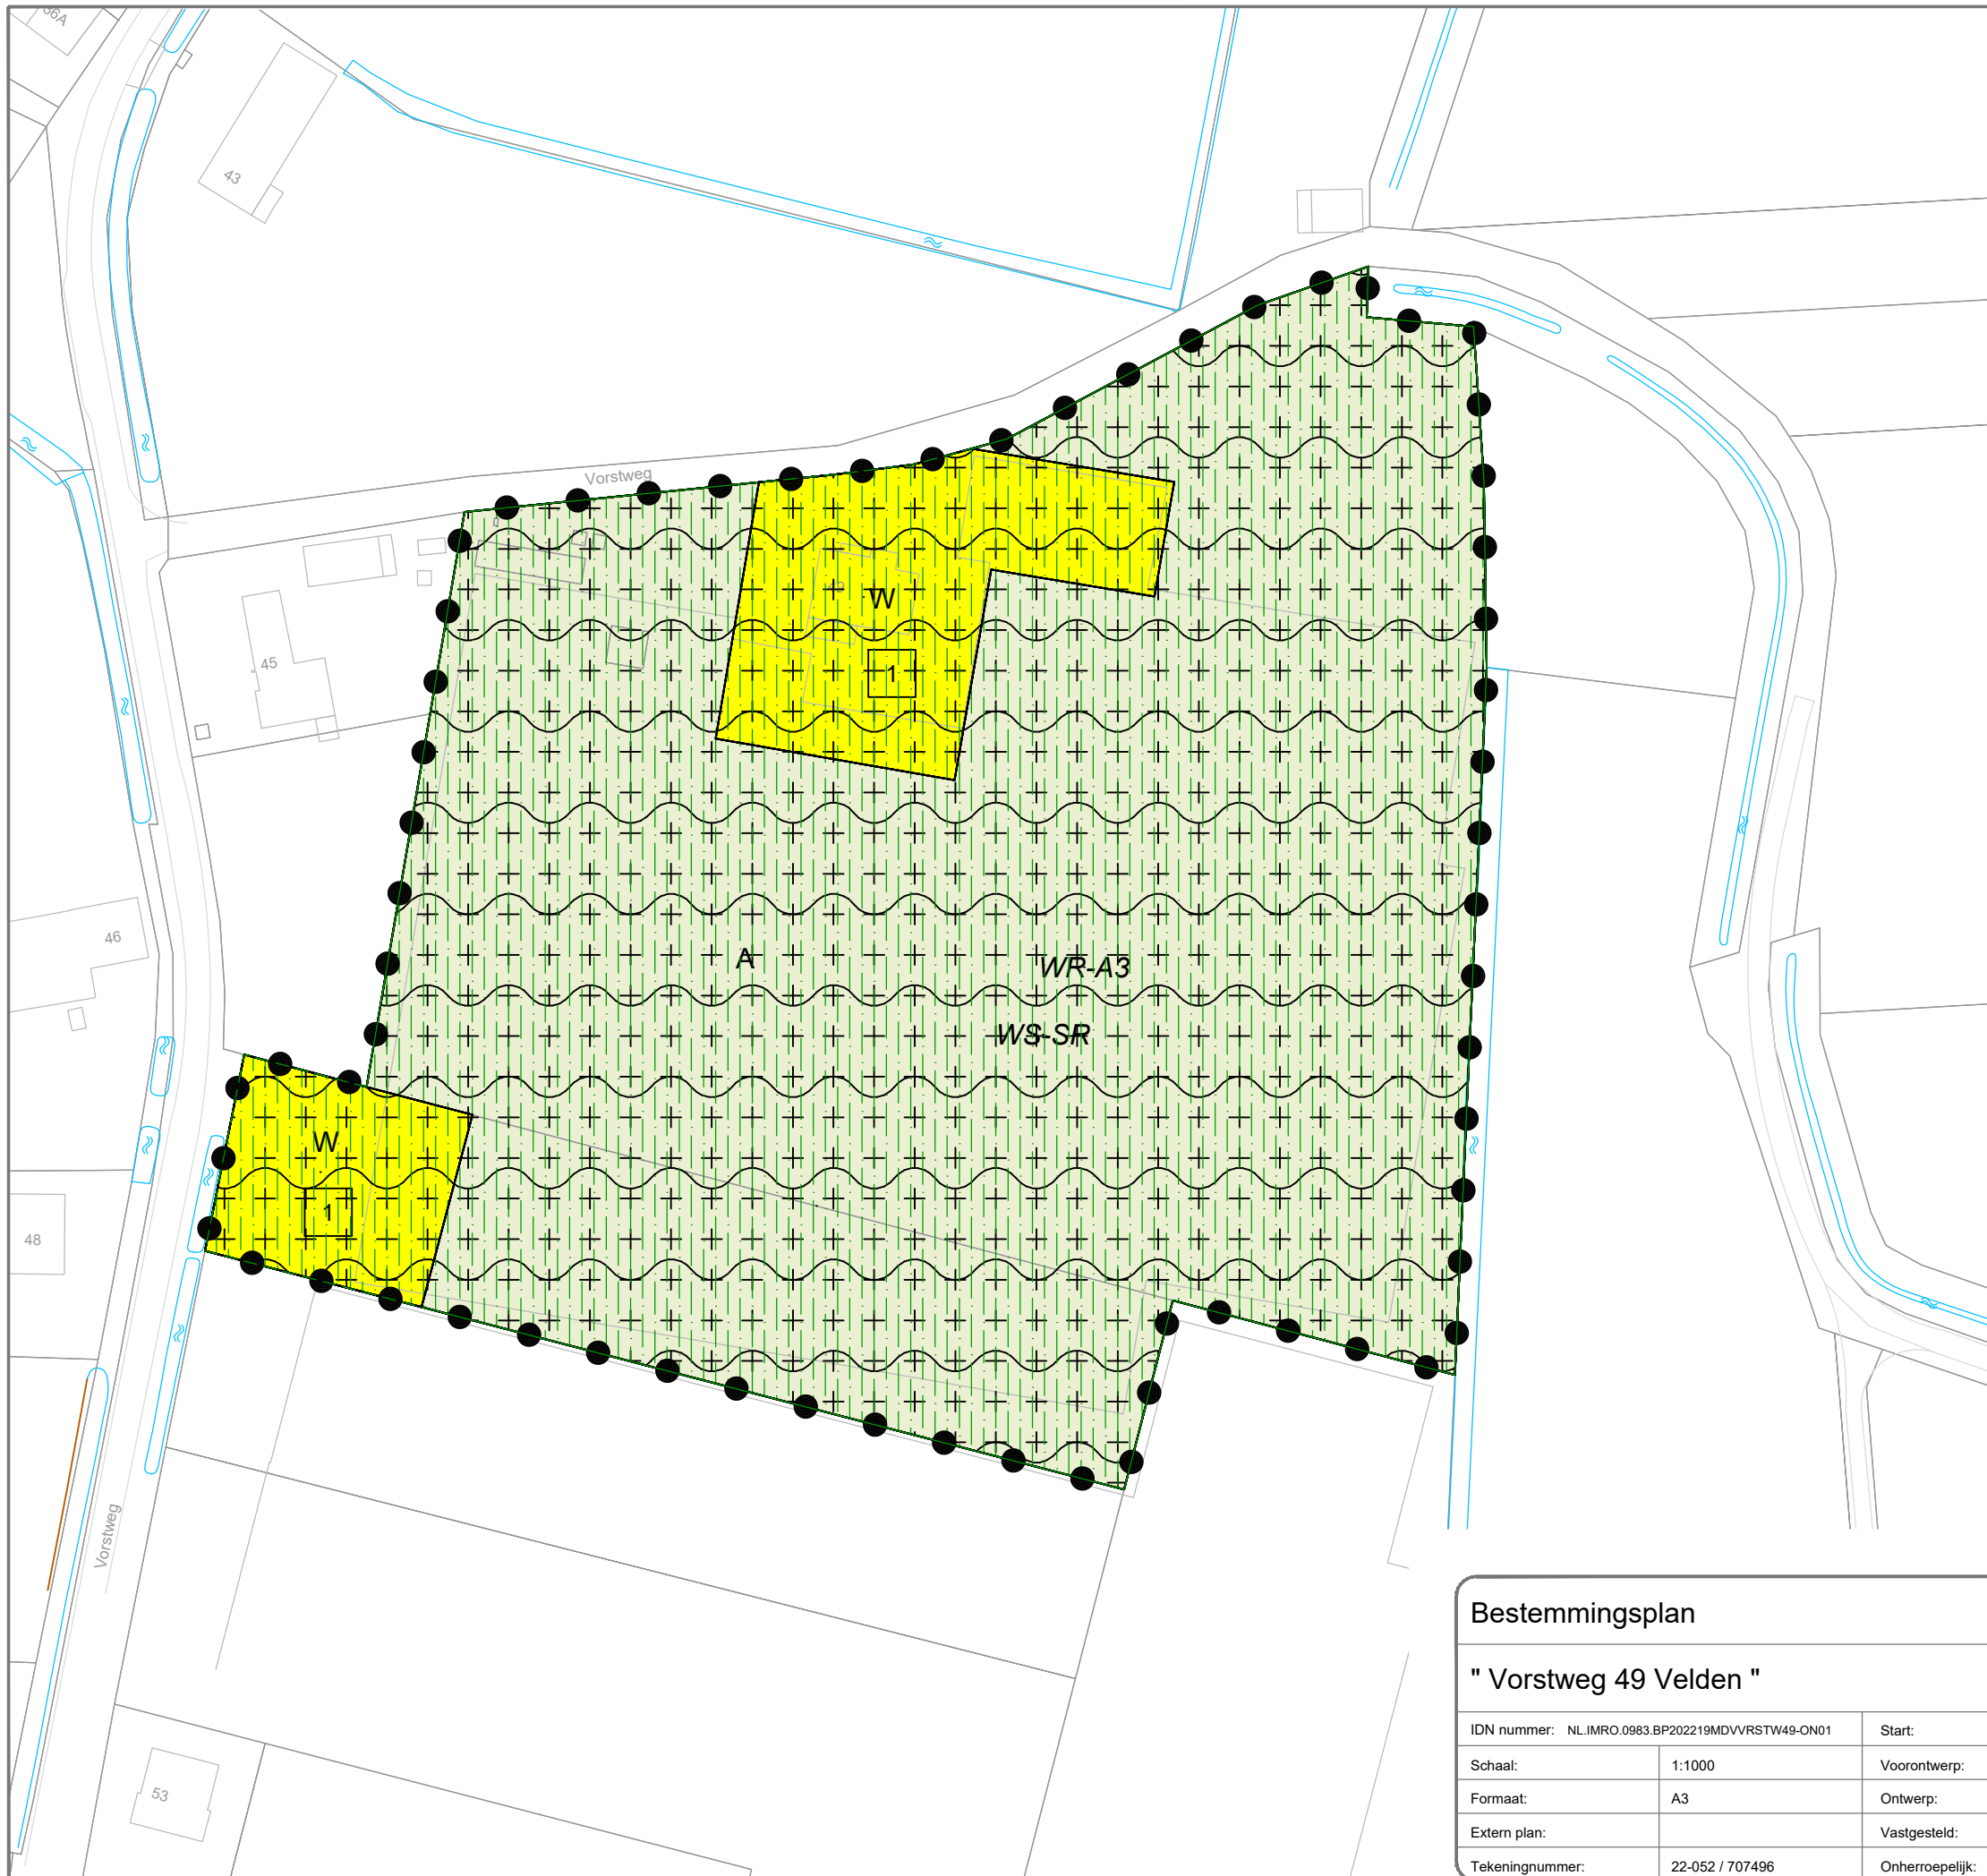 36A
43
Vorstweg
49
W
1
45
46
A
WR-A3
WS-SR
W
1
48
Vorstweg
53
Bestemmingsplan
" Vorstweg 49 Velden "
IDN nummer: NL.IMRO.0983.BP202219MDVVRSTW49-ON01 Start:
Schaal: 1:1000 Voorontwerp:
Formaat: A3 Ontwerp:
Extern plan: Vastgesteld:
Tekeningnummer: 22-052 / 707496 Onherroepelijk: